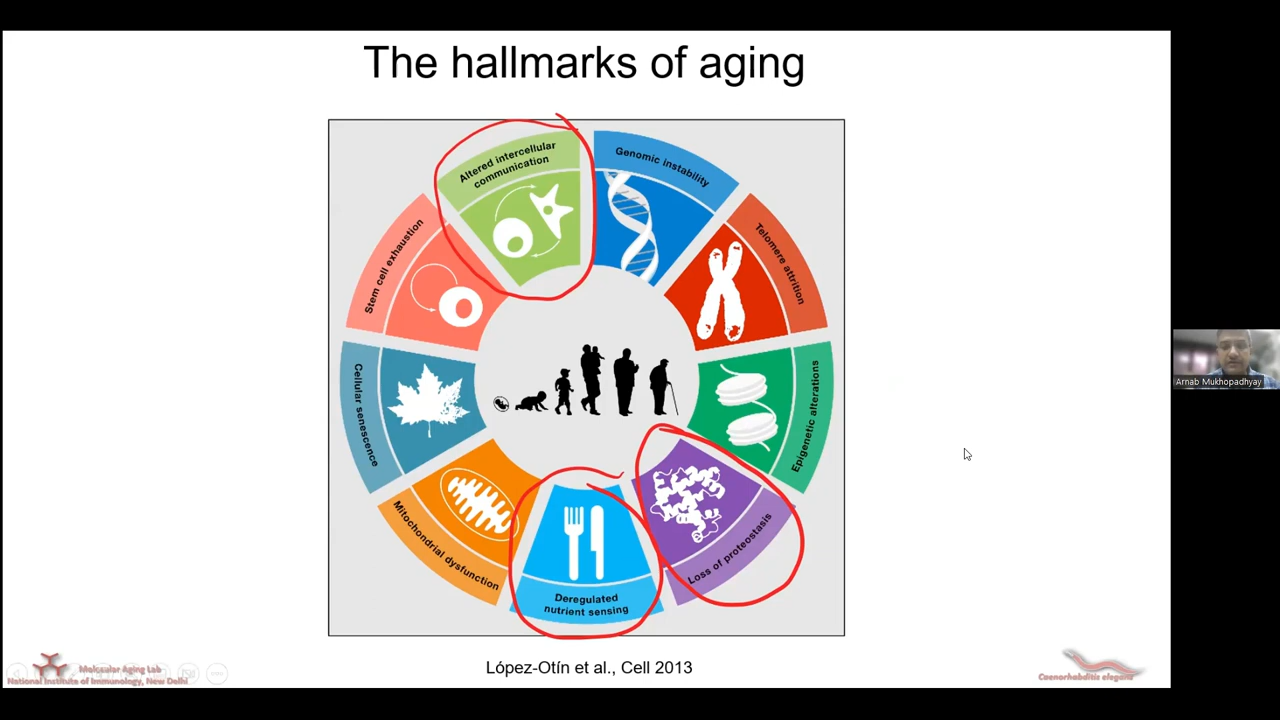 The hallmarks of aging
Altered intercellular
communication
Genomic instability
Telomere attrition
Epigenetic alterations
Loss of proteostasis
Deregulated
nutrient sensing
Mitochondrial dysfunction
Cellular senescence
Stem cell exhaustion
Arnab Mukhopadhyay
López-Otín et al., Cell 2013
Molecular Aging Lab
National Institute of Immunology, New Delhi
Caenorhabditis elegans